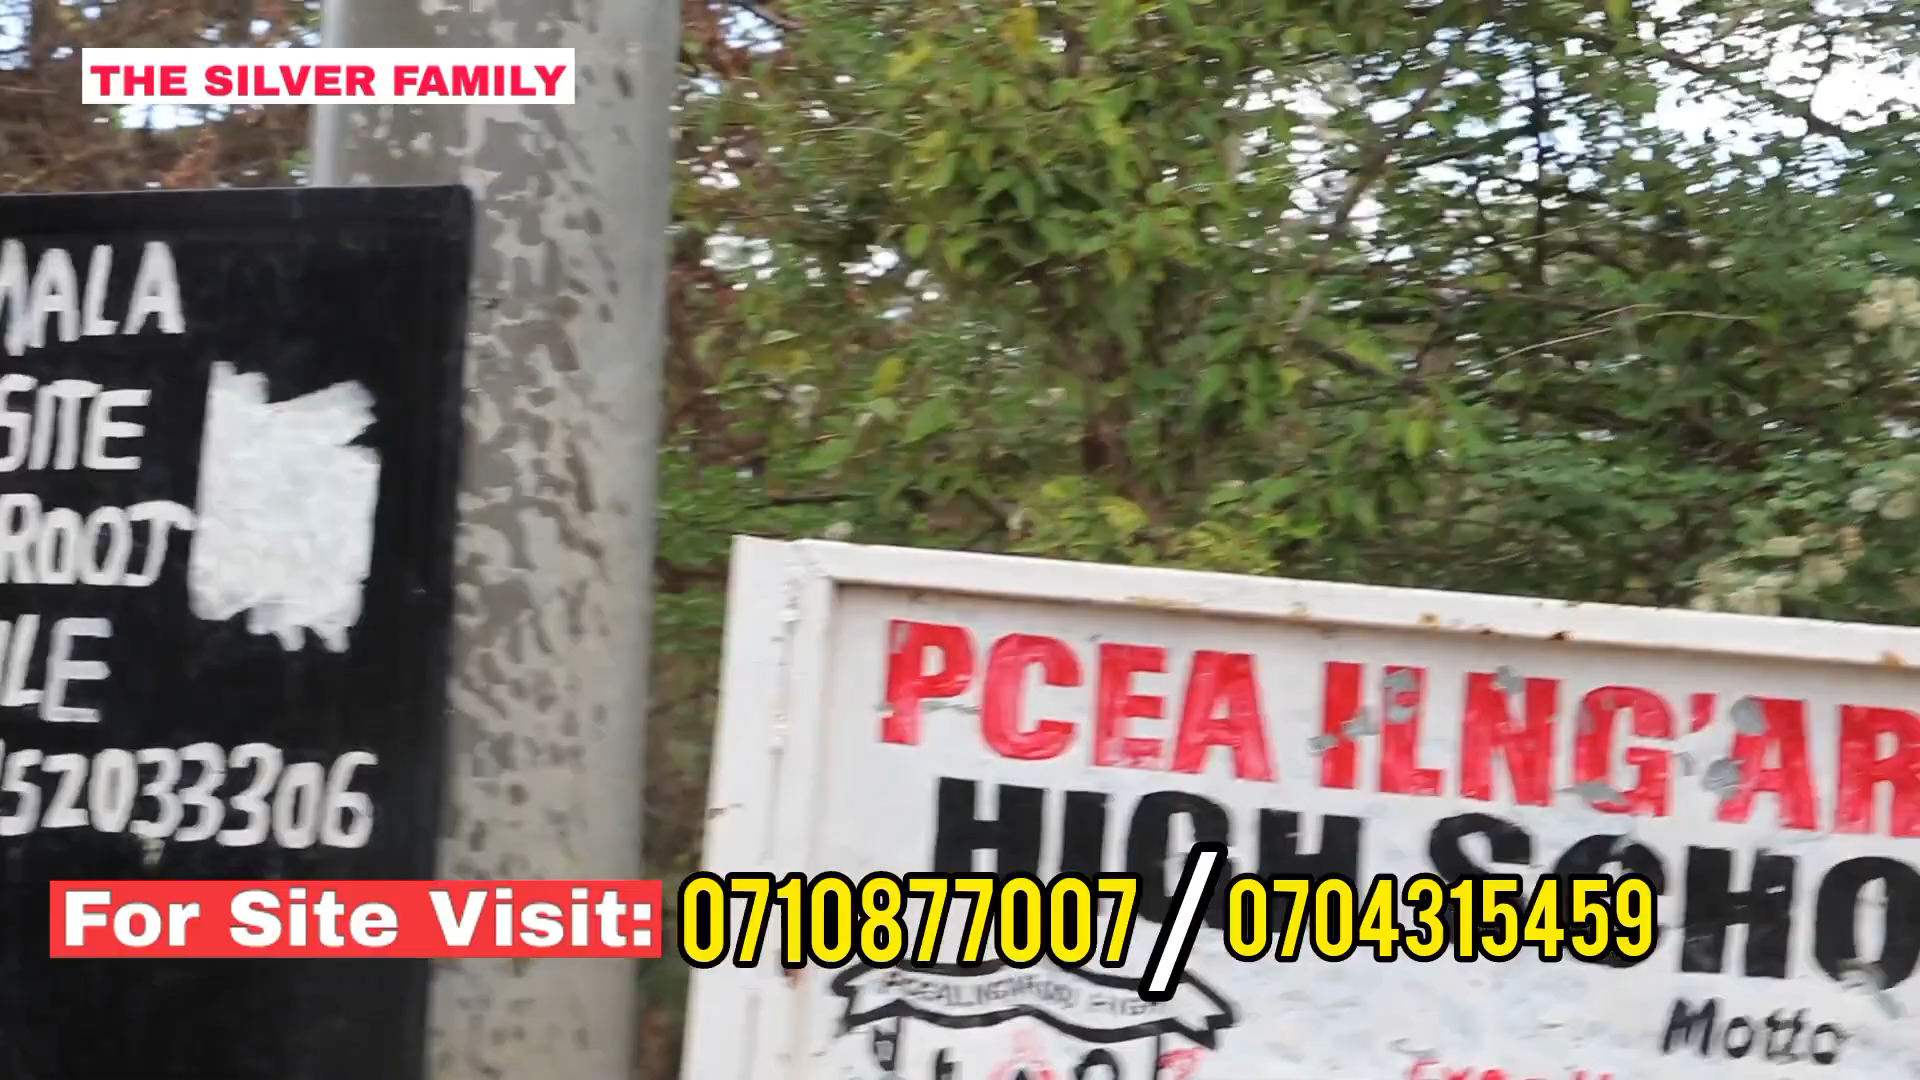 THE SILVER FAMILY
MALA
SITE
ROOT
LE
52033306
PCEA ILNG'AR
HIGH SCHO
Motto
For Site Visit: 0710877007/0704315459